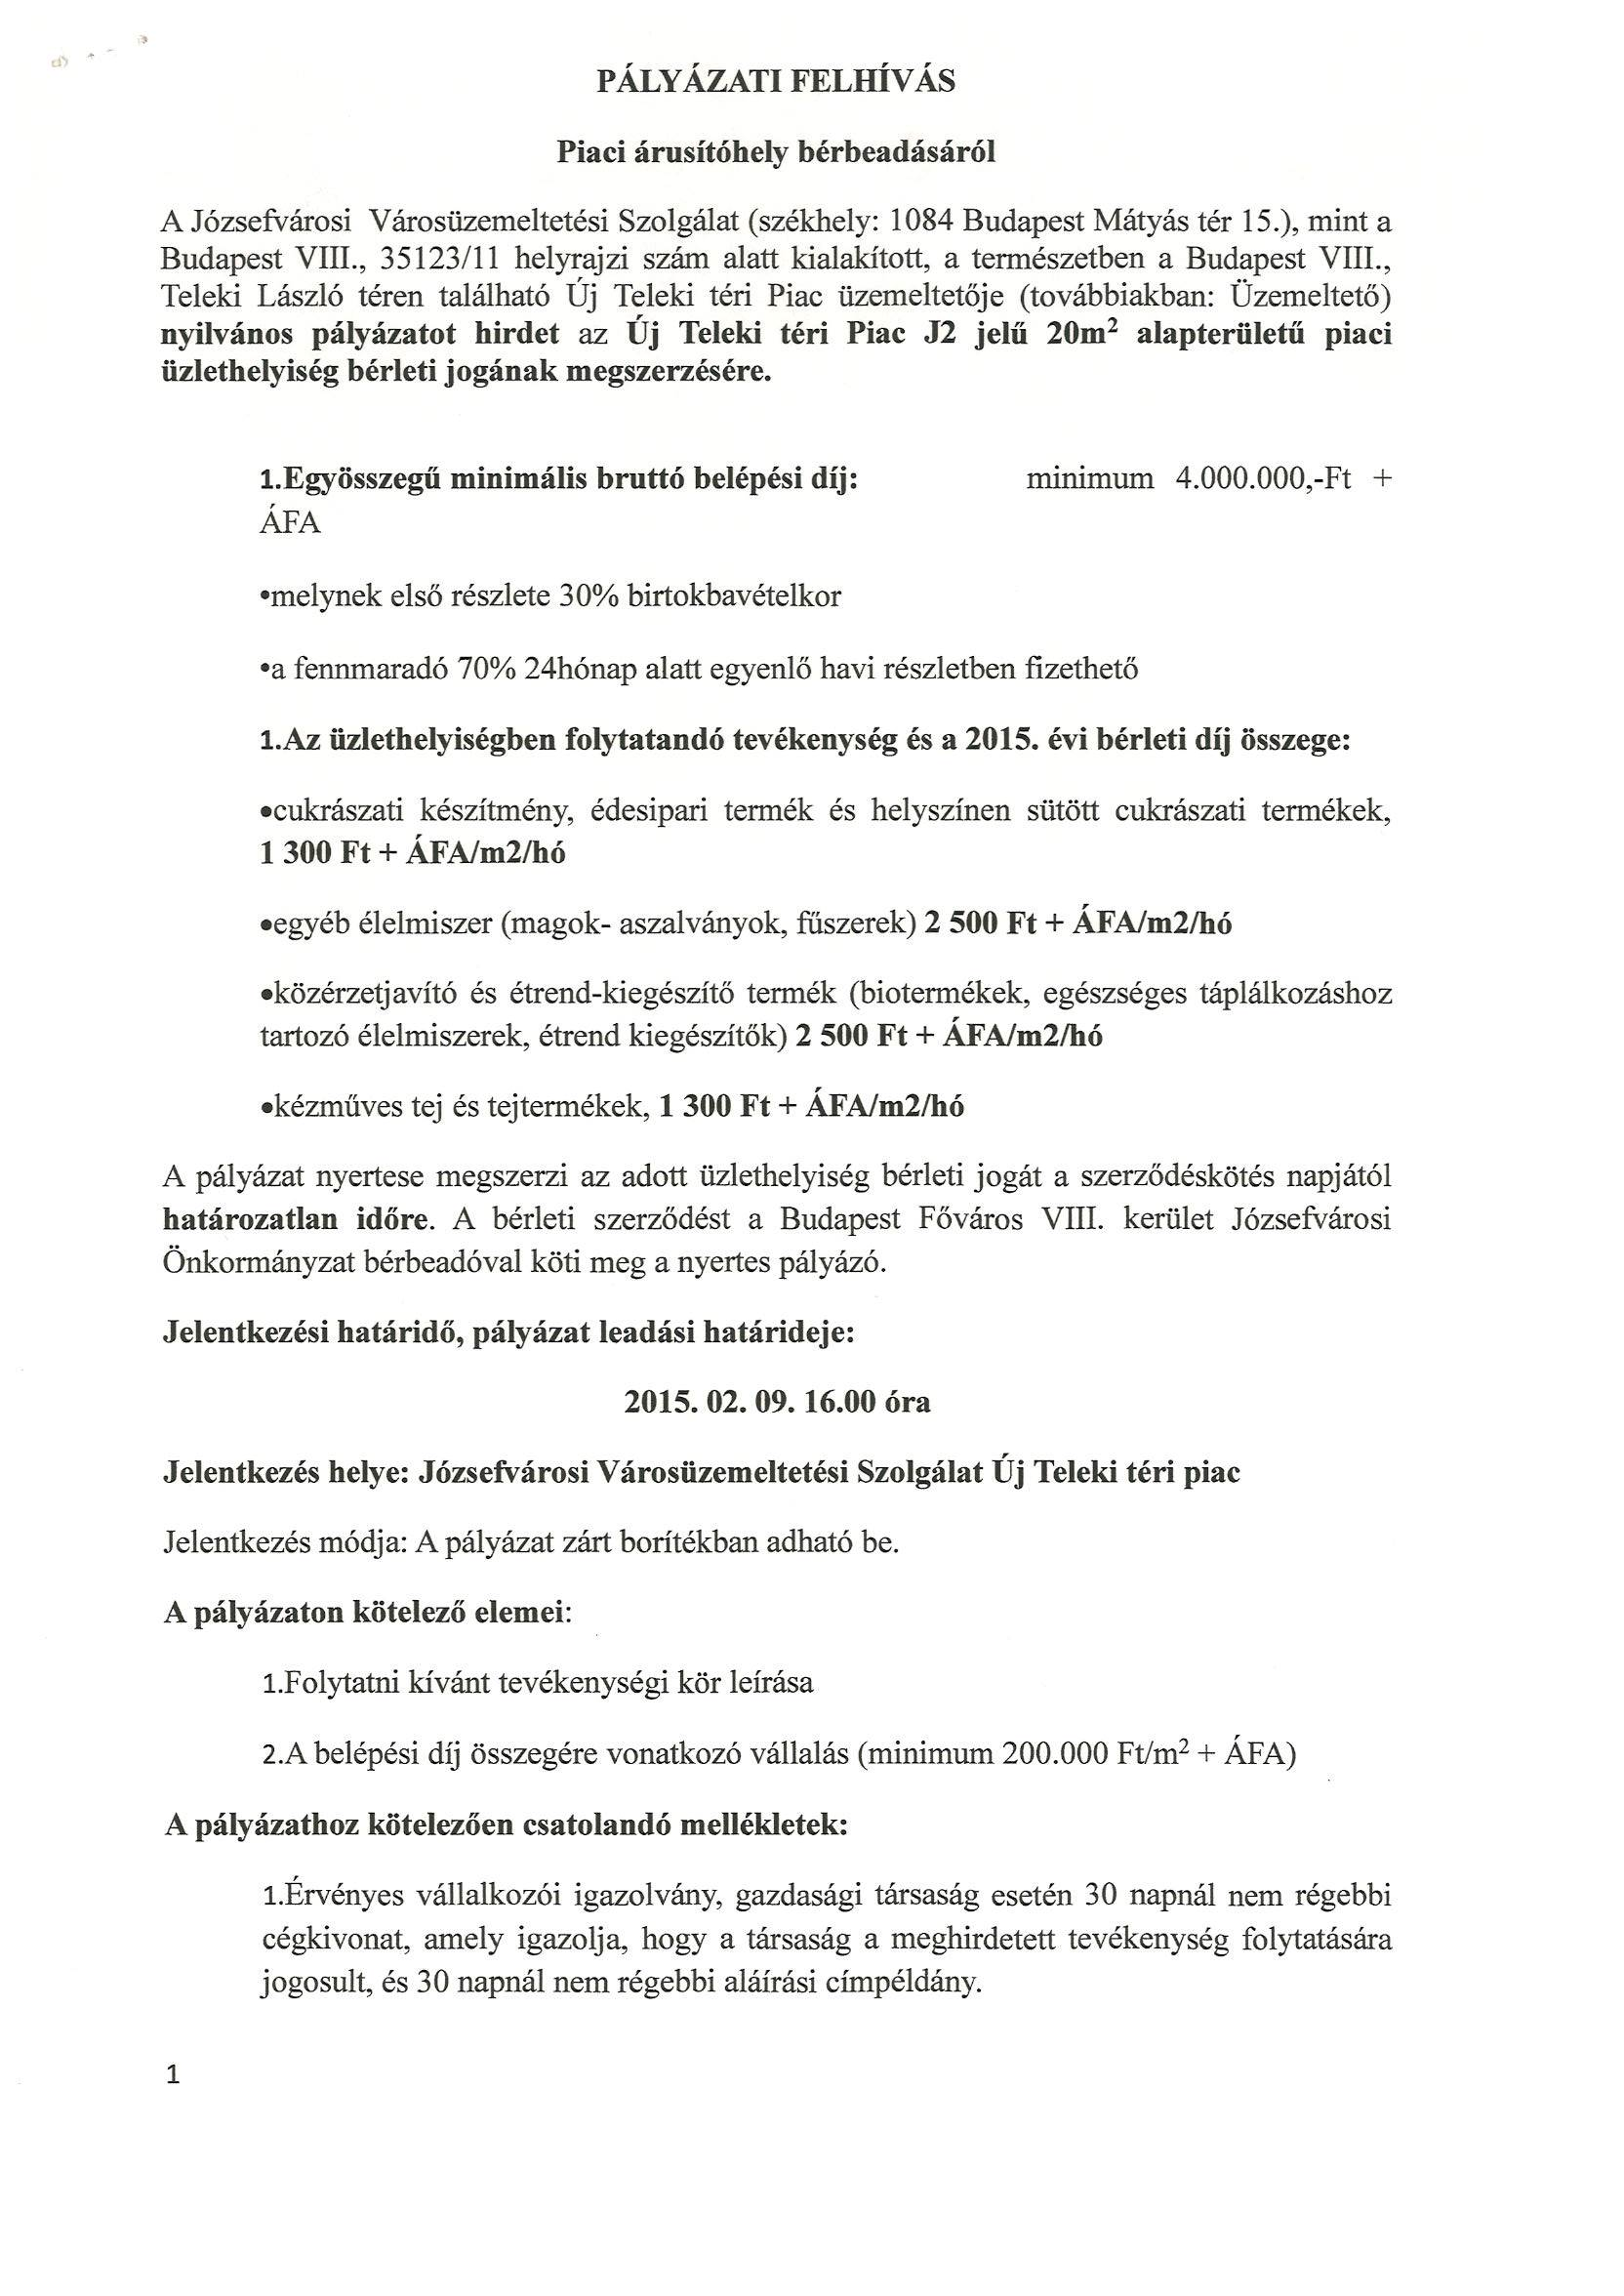 PÁLYÁZATI FELHÍVÁS
Piaci árusítóhely bérbeadásáról
A Józsefvárosi Városüzemeltetési Szolgálat (székhely: 1084 Budapest Mátyás tér 15.), mint a
Budapest VIII., 35123/11 helyrajzi szám alatt kialakított, a természetben a Budapest VIII.,
Teleki László téren található Új Teleki téri Piac üzemeltetője (továbbiakban: Üzemeltető)
nyilvános pályázatot hirdet az Új Teleki téri Piac J2 jelű 20m² alapterületű piaci
üzlethelyiség bérleti jogának megszerzésére.
1.Egyösszegű minimális bruttó belépési díj: minimum 4.000.000,-Ft +
ÁFA
•melynek első részlete 30% birtokbavételkor
•a fennmaradó 70% 24hónap alatt egyenlő havi részletben fizethető
1.Az üzlethelyiségben folytatandó tevékenység és a 2015. évi bérleti díj összege:
•cukrászati készítmény, édesipari termék és helyszínen sütött cukrászati termékek,
1 300 Ft + ÁFA/m2/hó
•egyéb élelmiszer (magok- aszalványok, fűszerek) 2 500 Ft + ÁFA/m2/hó
•közérzetjavító és étrend-kiegészítő termék (biotermékek, egészséges táplálkozáshoz
tartozó élelmiszerek, étrend kiegészítők) 2 500 Ft + ÁFA/m2/hó
•kézműves tej és tejtermékek, 1 300 Ft + ÁFA/m2/hó
A pályázat nyertese megszerzi az adott üzlethelyiség bérleti jogát a szerződéskötés napjától
határozatlan időre. A bérleti szerződést a Budapest Főváros VIII. kerület Józsefvárosi
Önkormányzat bérbeadóval köti meg a nyertes pályázó.
Jelentkezési határidő, pályázat leadási határideje:
2015. 02. 09. 16.00 óra
Jelentkezés helye: Józsefvárosi Városüzemeltetési Szolgálat Új Teleki téri piac
Jelentkezés módja: A pályázat zárt borítékban adható be.
A pályázaton kötelező elemei:
1.Folytatni kívánt tevékenységi kör leírása
2.A belépési díj összegére vonatkozó vállalás (minimum 200.000 Ft/m² + ÁFA)
A pályázathoz kötelezően csatolandó mellékletek:
1.Érvényes vállalkozói igazolvány, gazdasági társaság esetén 30 napnál nem régebbi
cégkivonat, amely igazolja, hogy a társaság a meghirdetett tevékenység folytatására
jogosult, és 30 napnál nem régebbi aláírási címpéldány.
1